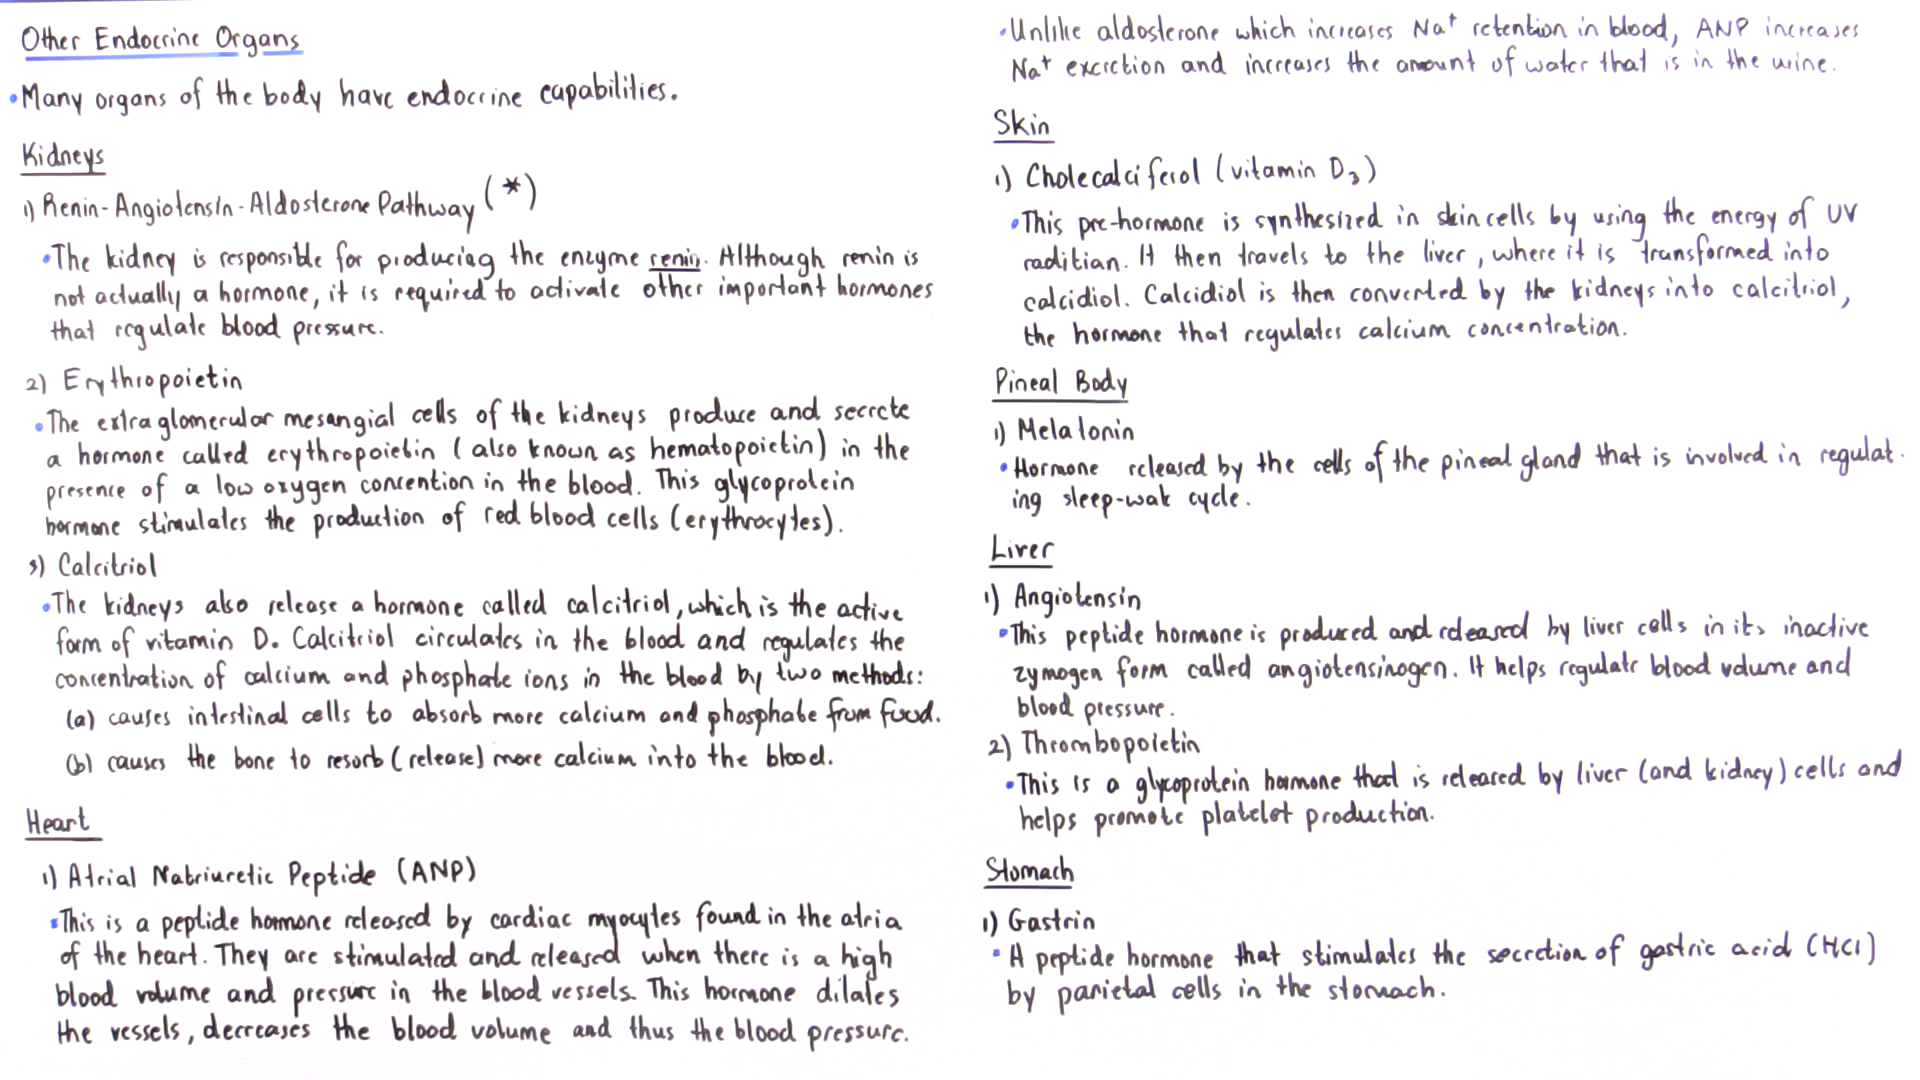 Other Endocrine Organs
•Many organs of the body have endocrine capabilities.
Kidneys
1) Renin-Angiotensin-Aldosterone Pathway (*)
•The kidney is responsible for producing the enzyme renin. Although renin is
not actually a hormone, it is required to activate other important hormones
that regulate blood pressure.
2) Erythropoietin
•The extraglomerular mesangial cells of the kidneys produce and secrete
a hormone called erythropoietin (also known as hematopoietin) in the
presence of a low oxygen concention in the blood. This glycoprotein
hormone stimulates the production of red blood cells (erythrocytes).
3) Calcitriol
•The kidneys also release a hormone called calcitriol, which is the active
form of vitamin D. Calcitriol circulates in the blood and regulates the
concentration of calcium and phosphate ions in the blood by two methods:
(a) causes intestinal cells to absorb more calcium and phosphate from food.
(b) causes the bone to resorb (release) more calcium into the blood.
Heart
1) Atrial Natriuretic Peptide (ANP)
•This is a peptide hormone released by cardiac myocytes found in the atria
of the heart. They are stimulated and released when there is a high
blood volume and pressure in the blood vessels. This hormone dilates
the vessels, decreases the blood volume and thus the blood pressure.
•Unlike aldosterone which increases Na⁺ retention in blood, ANP increases
Na⁺ excretion and increases the amount of water that is in the urine.
Skin
1) Cholecalciferol (vitamin D₃)
•This pre-hormone is synthesized in skin cells by using the energy of UV
raditian. It then travels to the liver, where it is transformed into
calcidiol. Calcidiol is then converted by the kidneys into calcitriol,
the hormone that regulates calcium concentration.
Pineal Body
1) Melatonin
•Hormone released by the cells of the pineal gland that is involved in regulat-
ing sleep-wak cycle.
Liver
1) Angiotensin
•This peptide hormone is produced and released by liver cells in its inactive
zymogen form called angiotensinogen. It helps regulate blood volume and
blood pressure.
2) Thrombopoietin
•This is a glycoprotein hormone that is released by liver (and kidney) cells and
helps promote platelet production.
Stomach
1) Gastrin
•A peptide hormone that stimulates the secretion of gastric acid (HCl)
by parietal cells in the stomach.